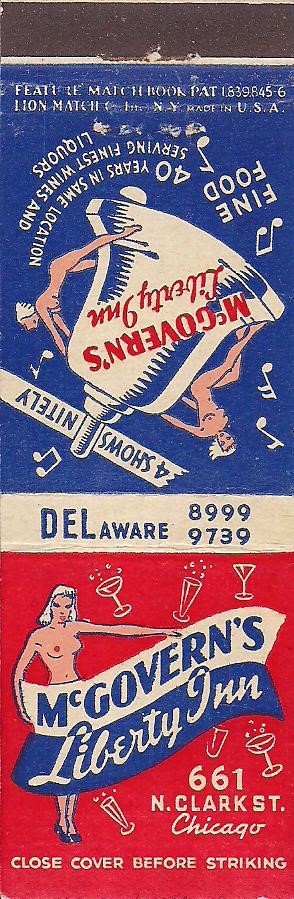 FEATURE MATCH BOOK PAT 1,839,845-6
LION MATCH C IN. N.Y. MADE IN U.S.A.
FINE
FOOD
40 YEARS IN SAME LOCATION
SERVING FINEST WINES AND
LIQUORS
McGOVERN'S
Liberty Inn
4 SHOWS NITELY
DELAWARE 8999
9739
McGOVERN'S
Liberty Inn
661
N. CLARK ST.
Chicago
CLOSE COVER BEFORE STRIKING